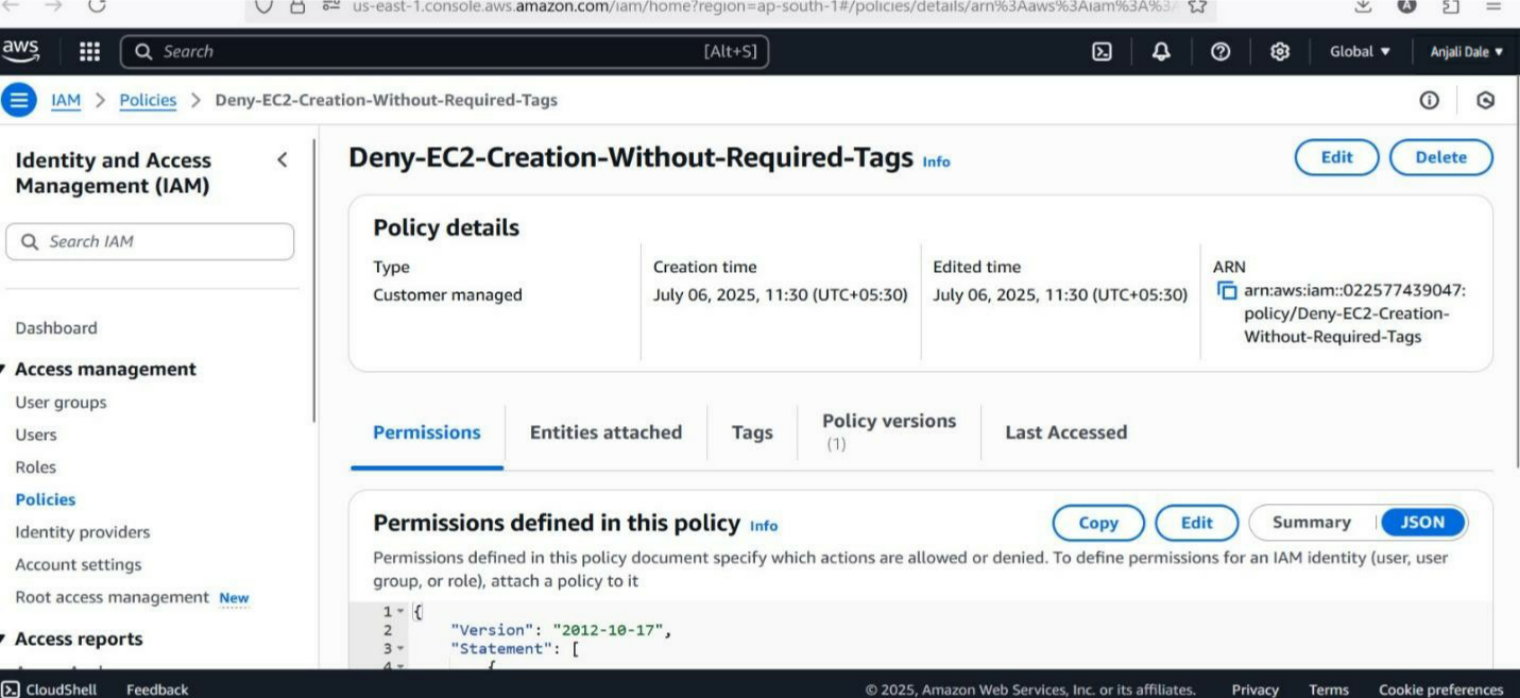 us-east-1.console.aws.amazon.com/iam/home?region=ap-south-1#/policies/details/arn%3Aaws%3Aiam%3A%3
aws
Search [Alt+S]
Global
Anjali Dale
IAM > Policies > Deny-EC2-Creation-Without-Required-Tags
Identity and Access
Management (IAM)
Search IAM
Dashboard
Access management
User groups
Users
Roles
Policies
Identity providers
Account settings
Root access management New
Access reports
Deny-EC2-Creation-Without-Required-Tags Info
Edit
Delete
Policy details
Type
Customer managed
Creation time
July 06, 2025, 11:30 (UTC+05:30)
Edited time
July 06, 2025, 11:30 (UTC+05:30)
ARN
arn:aws:iam::022577439047:
policy/Deny-EC2-Creation-
Without-Required-Tags
Permissions
Entities attached
Tags
Policy versions
(1)
Last Accessed
Permissions defined in this policy Info
Copy
Edit
Summary
JSON
Permissions defined in this policy document specify which actions are allowed or denied. To define permissions for an IAM identity (user, user
group, or role), attach a policy to it
1 {
2 "Version": "2012-10-17",
3 "Statement": [
4 {
CloudShell
Feedback
© 2025, Amazon Web Services, Inc. or its affiliates.
Privacy
Terms
Cookie preferences